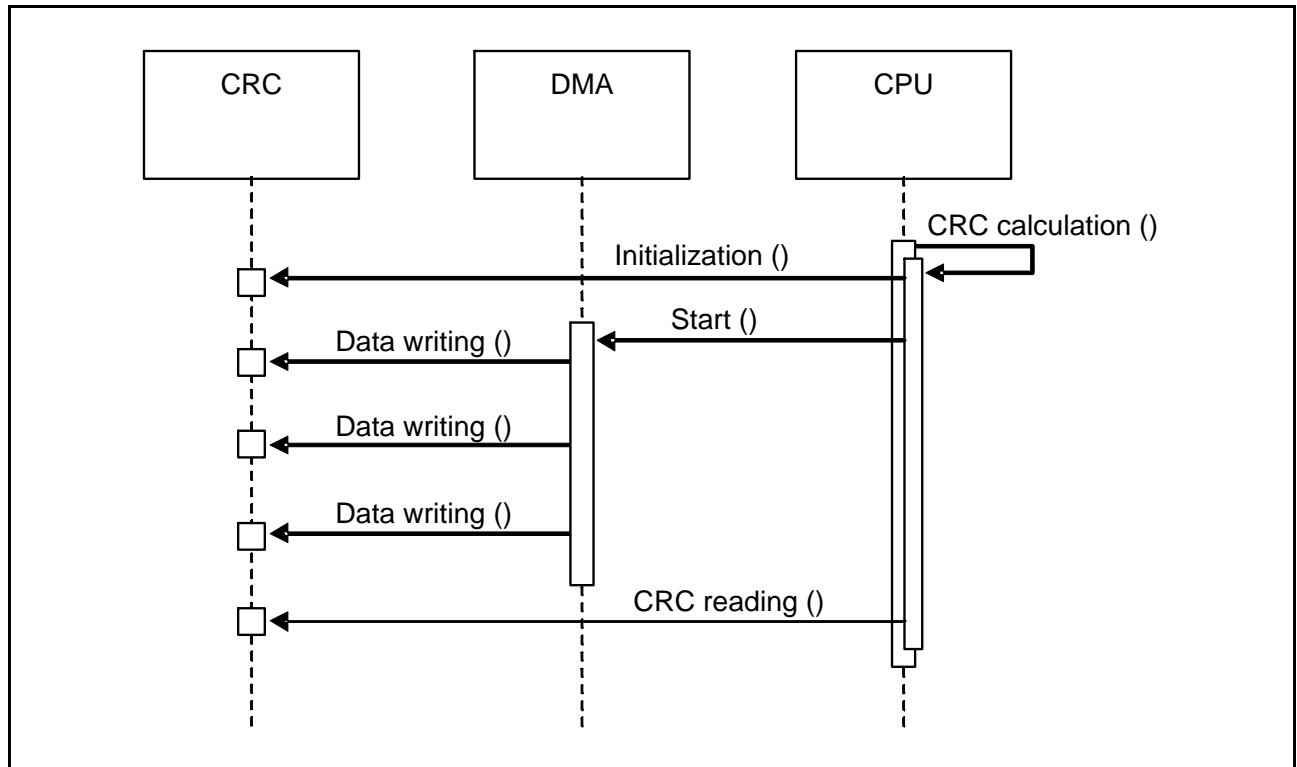 CRC
DMA
CPU
CRC calculation ()
Initialization ()
Start ()
Data writing ()
Data writing ()
Data writing ()
CRC reading ()